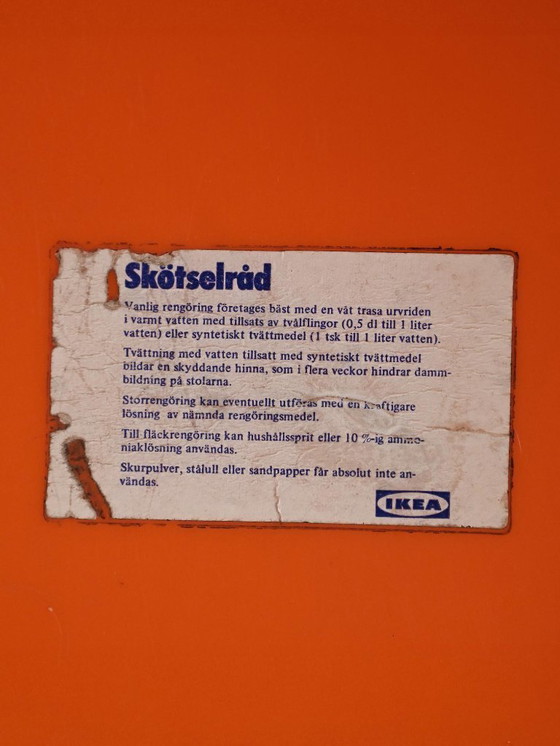 Skötselråd
Vanlig rengöring företages bäst med en våt trasa urvriden
i varmt vatten med tillsats av tvålflingor (0,5 dl till 1 liter
vatten) eller syntetiskt tvättmedel (1 tsk till 1 liter vatten).
Tvättning med vatten tillsatt med syntetiskt tvättmedel
bildar en skyddande hinna, som i flera veckor hindrar damm-
bildning på stolarna.
Storrengöring kan eventuellt utföras med en kraftigare
lösning av nämnda rengöringsmedel.
Till fläckrengöring kan hushållssprit eller 10 %-ig ammo-
niaklösning användas.
Skurpulver, stålull eller sandpapper får absolut inte an-
vändas.
IKEA